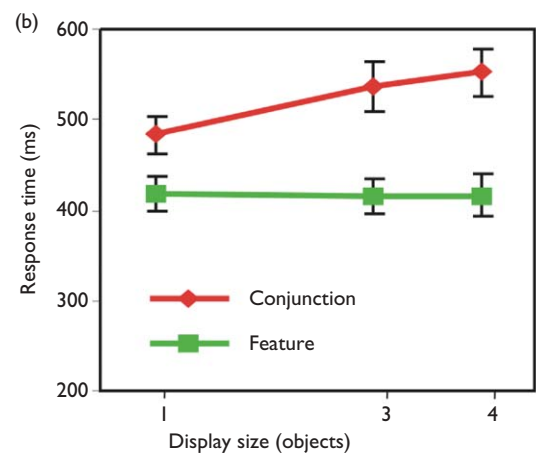 (b)
600
500
400
300
200
Response time (ms)
Conjunction
Feature
1 3 4
Display size (objects)